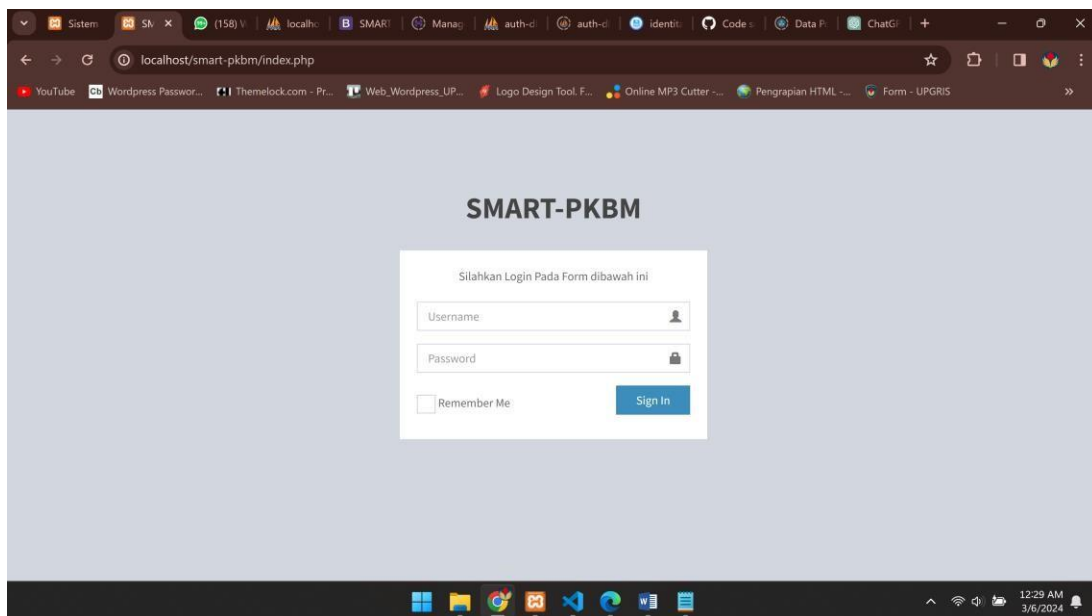 Sistem SM (158) W localho SMART Manag auth-d auth-d identit Code s Data P ChatGP
localhost/smart-pkbm/index.php
YouTube Cb Wordpress Passwor... Themelock.com - Pr... Web_Wordpress_UP... Logo Design Tool. F... Online MP3 Cutter -... Pengrapian HTML -... Form - UPGRIS »
SMART-PKBM
Silahkan Login Pada Form dibawah ini
Username
Password
Remember Me Sign In
12:29 AM
3/6/2024